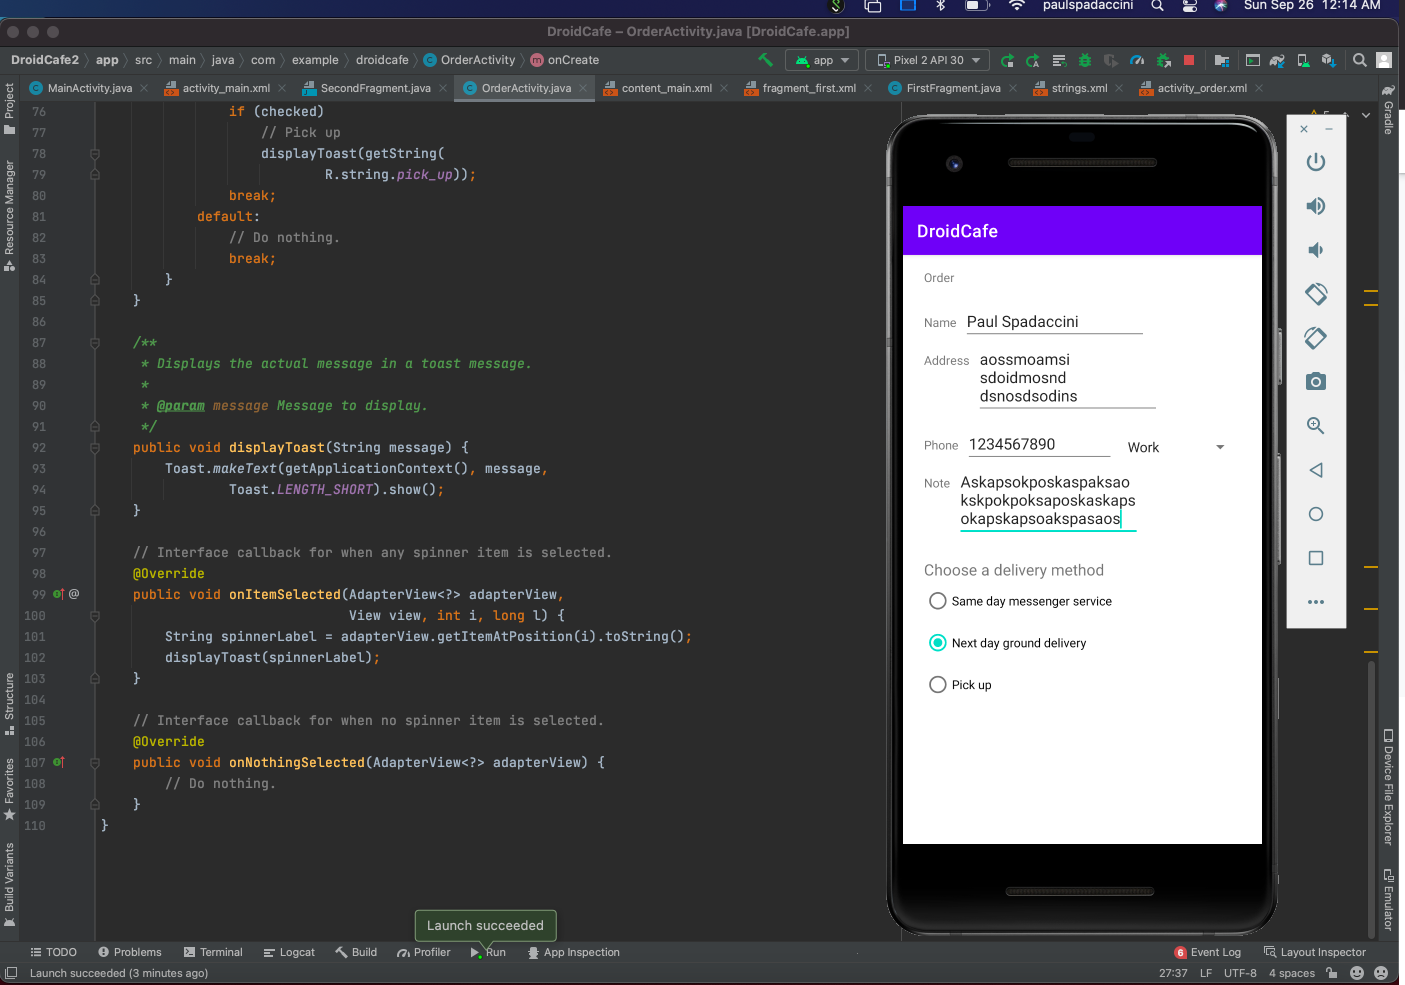 paulspadaccini Sun Sep 26 12:14 AM
DroidCafe – OrderActivity.java [DroidCafe.app]
DroidCafe2 app src main java com example droidcafe OrderActivity onCreate
app Pixel 2 API 30
MainActivity.java activity_main.xml SecondFragment.java OrderActivity.java content_main.xml fragment_first.xml FirstFragment.java strings.xml activity_order.xml
Project
Resource Manager
Structure
Favorites
Build Variants
76 if (checked)
77 // Pick up
78 displayToast(getString(
79 R.string.pick_up));
80 break;
81 default:
82 // Do nothing.
83 break;
84 }
85 }
86
87 /**
88 * Displays the actual message in a toast message.
89 *
90 * @param message Message to display.
91 */
92 public void displayToast(String message) {
93 Toast.makeText(getApplicationContext(), message,
94 Toast.LENGTH_SHORT).show();
95 }
96
97 // Interface callback for when any spinner item is selected.
98 @Override
99 @ public void onItemSelected(AdapterView<?> adapterView,
100 View view, int i, long l) {
101 String spinnerLabel = adapterView.getItemAtPosition(i).toString();
102 displayToast(spinnerLabel);
103 }
104
105 // Interface callback for when no spinner item is selected.
106 @Override
107 public void onNothingSelected(AdapterView<?> adapterView) {
108 // Do nothing.
109 }
110 }
DroidCafe
Order
Name Paul Spadaccini
Address aossmoamsi
sdoidmosnd
dsnosdsodins
Phone 1234567890 Work
Note Askapsokposkaspaksao
kskpokpoksaposkaskaps
okapskapsoakspasaos
Choose a delivery method
Same day messenger service
Next day ground delivery
Pick up
Gradle
Device File Explorer
Emulator
Launch succeeded
TODO Problems Terminal Logcat Build Profiler Run App Inspection 6 Event Log Layout Inspector
Launch succeeded (3 minutes ago) 27:37 LF UTF-8 4 spaces